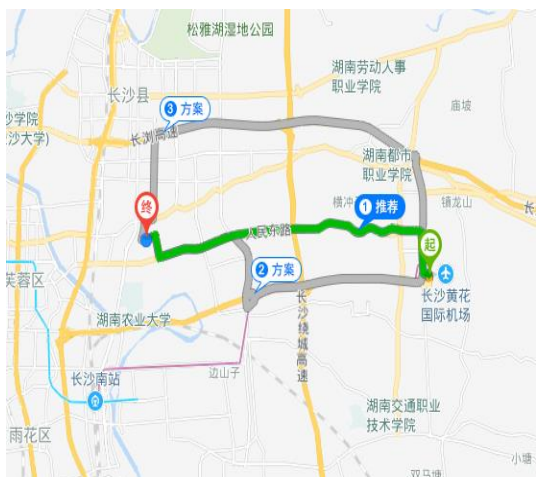 松雅湖湿地公园
长沙县
3 方案
长浏高速
湖南劳动人事
职业学院
庙坡
沙学院
沙大学)
湖南都市
职业学院
横冲
1 推荐
镇龙山
终
人民东路
起
2 方案
芙蓉区
湖南农业大学
长沙绕城高速
长沙黄花
国际机场
长沙南站
边山子
湖南交通职业
技术学院
雨花区
小塘
双马塘